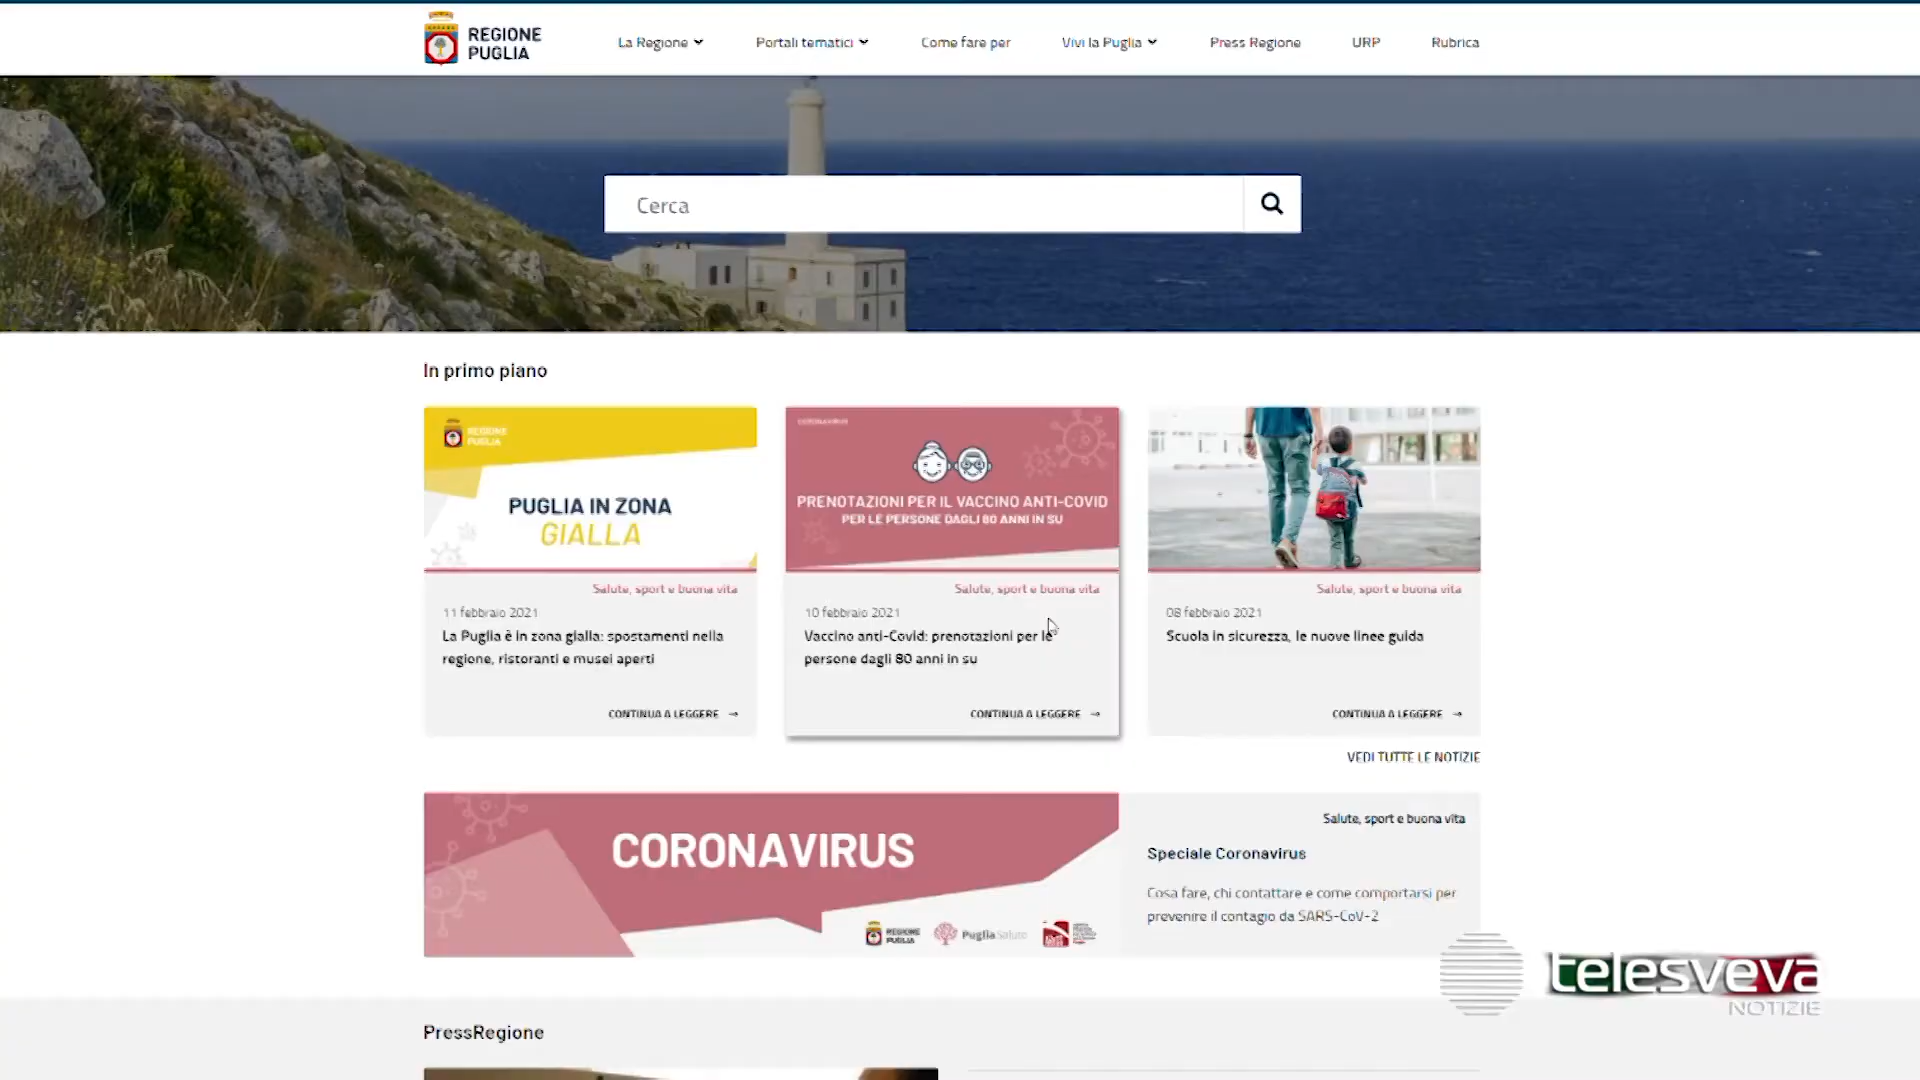 REGIONE
PUGLIA
La Regione
Portali tematici
Come fare per
Vivi la Puglia
Press Regione
URP
Rubrica
Cerca
In primo piano
REGIONE
PUGLIA
PUGLIA IN ZONA
GIALLA
Salute, sport e buona vita
11 febbraio 2021
La Puglia è in zona gialla: spostamenti nella
regione, ristoranti e musei aperti
CONTINUA A LEGGERE →
CORONAVIRUS
PRENOTAZIONI PER IL VACCINO ANTI-COVID
PER LE PERSONE DAGLI 80 ANNI IN SU
Salute, sport e buona vita
10 febbraio 2021
Vaccino anti-Covid: prenotazioni per le
persone dagli 80 anni in su
CONTINUA A LEGGERE →
Salute, sport e buona vita
08 febbraio 2021
Scuola in sicurezza, le nuove linee guida
CONTINUA A LEGGERE →
VEDI TUTTE LE NOTIZIE
CORONAVIRUS
REGIONE
PUGLIA
PugliaSalute
Salute, sport e buona vita
Speciale Coronavirus
Cosa fare, chi contattare e come comportarsi per
prevenire il contagio da SARS-CoV-2
telesveva
NOTIZIE
PressRegione